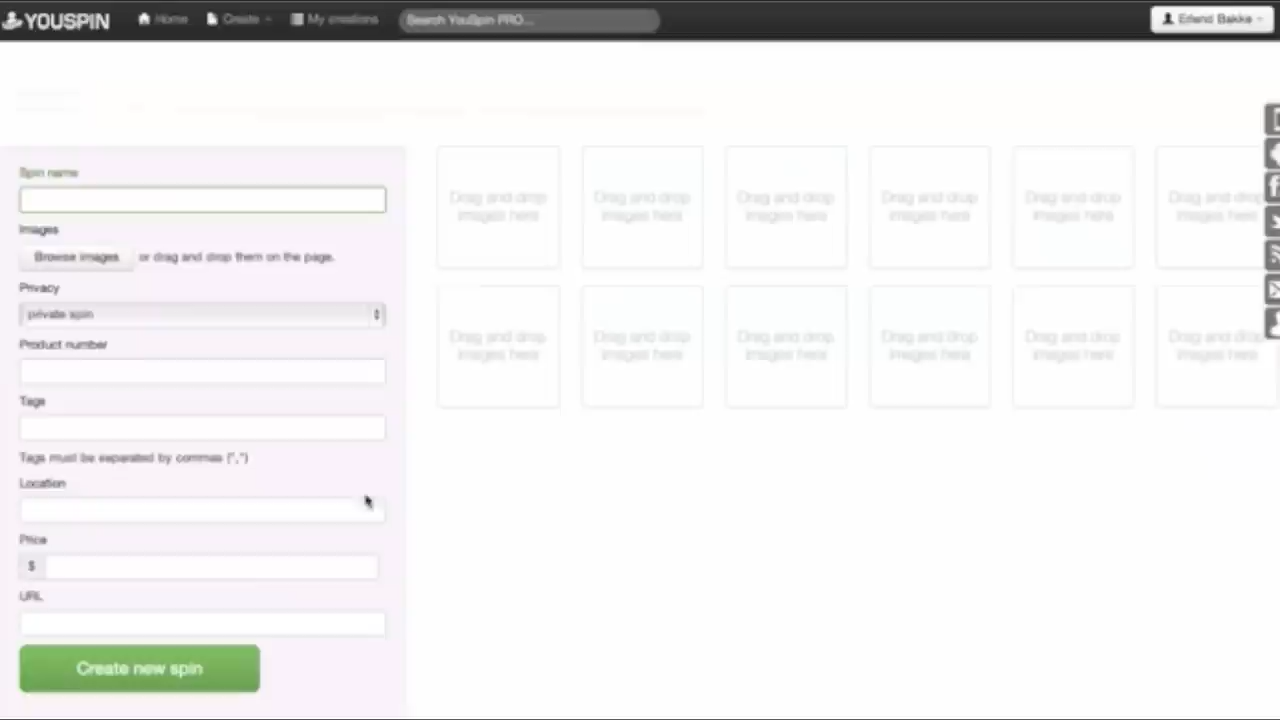 YOUSPIN Home Create My creations Search YouSpin PRO... Erlend Bakke
Spin name
Images
Browse images or drag and drop them on the page.
Privacy
private spin
Product number
Tags
Tags must be separated by commas (",")
Location
Price
$
URL
Create new spin
Drag and drop images here
Drag and drop images here
Drag and drop images here
Drag and drop images here
Drag and drop images here
Drag and drop images here
Drag and drop images here
Drag and drop images here
Drag and drop images here
Drag and drop images here
Drag and drop images here
Drag and drop images here